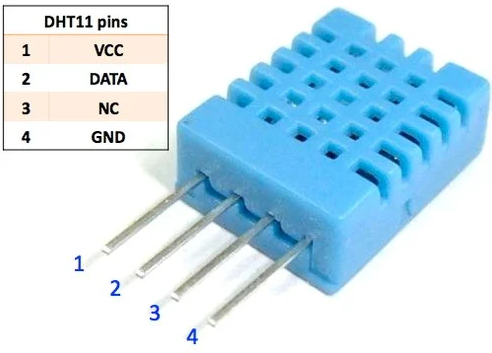 DHT11 pins
1 VCC
2 DATA
3 NC
4 GND
1
2
3
4